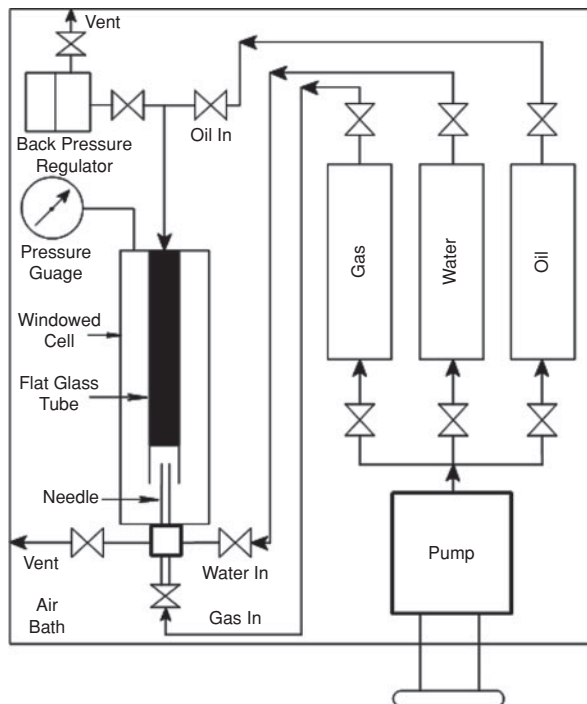 Vent
Oil In
Back Pressure
Regulator
Pressure
Guage
Windowed
Cell
Flat Glass
Tube
Needle
Vent
Water In
Air
Bath
Gas In
Gas
Water
Oil
Pump